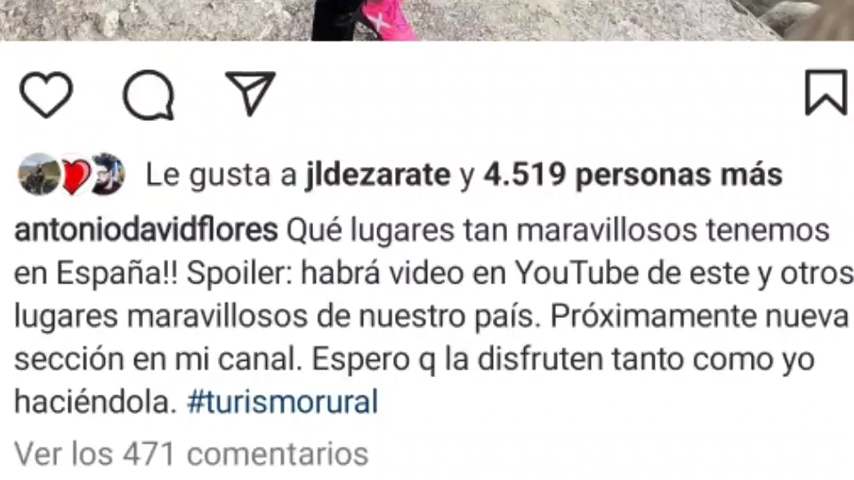 Le gusta a jldezarate y 4.519 personas más
antoniodavidflores Qué lugares tan maravillosos tenemos
en España!! Spoiler: habrá video en YouTube de este y otros
lugares maravillosos de nuestro país. Próximamente nueva
sección en mi canal. Espero q la disfruten tanto como yo
haciéndola. #turismorural
Ver los 471 comentarios